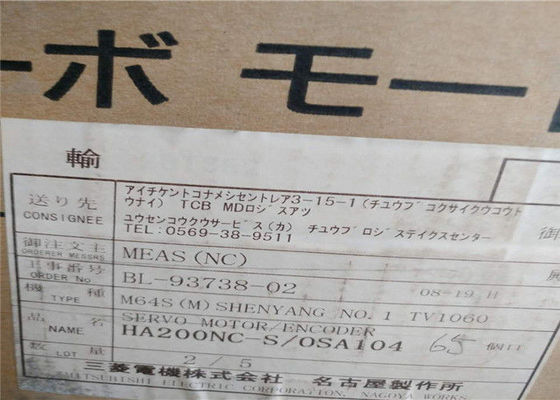 ーボ モー
輸
送り先 CONSIGNEE
アイチケントコナメシセントレア3-15-1(チユウブコクサイクウコウト
ウナイ) TCB MDロジスアツ
ユウセンコウクウサービス(カ) チユウブロジステイクスセンター
TEL:0569-38-9511
御注文主 ORDERER MESSRS MEAS(NC)
工事番号 ORDER No BL-93738-02 08-19 H
機種 TYPE M64S(M)SHENYANG NO.1 TV1060
品名 NAME SERVO MOTOR/ENCODER
HA200NC-S/OSA104 65
数量 LOT 2/5
三菱電機株式会社 名古屋製作所
MITSUBISHI ELECTRIC CORPORATION, NAGOYA WORKS